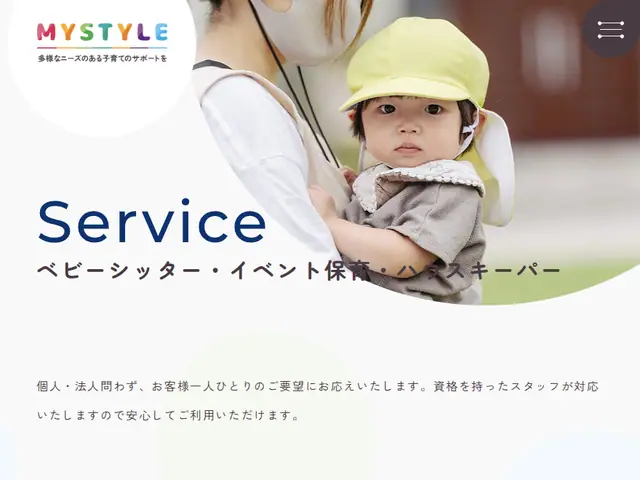 MYSTYLE
多様なニーズのある子育てのサポートを
Service
ベビーシッター・イベント保育・ハウスキーパー
個人・法人問わず、お客様一人ひとりのご要望にお応えいたします。資格を持ったスタッフが対応
いたしますので安心してご利用いただけます。